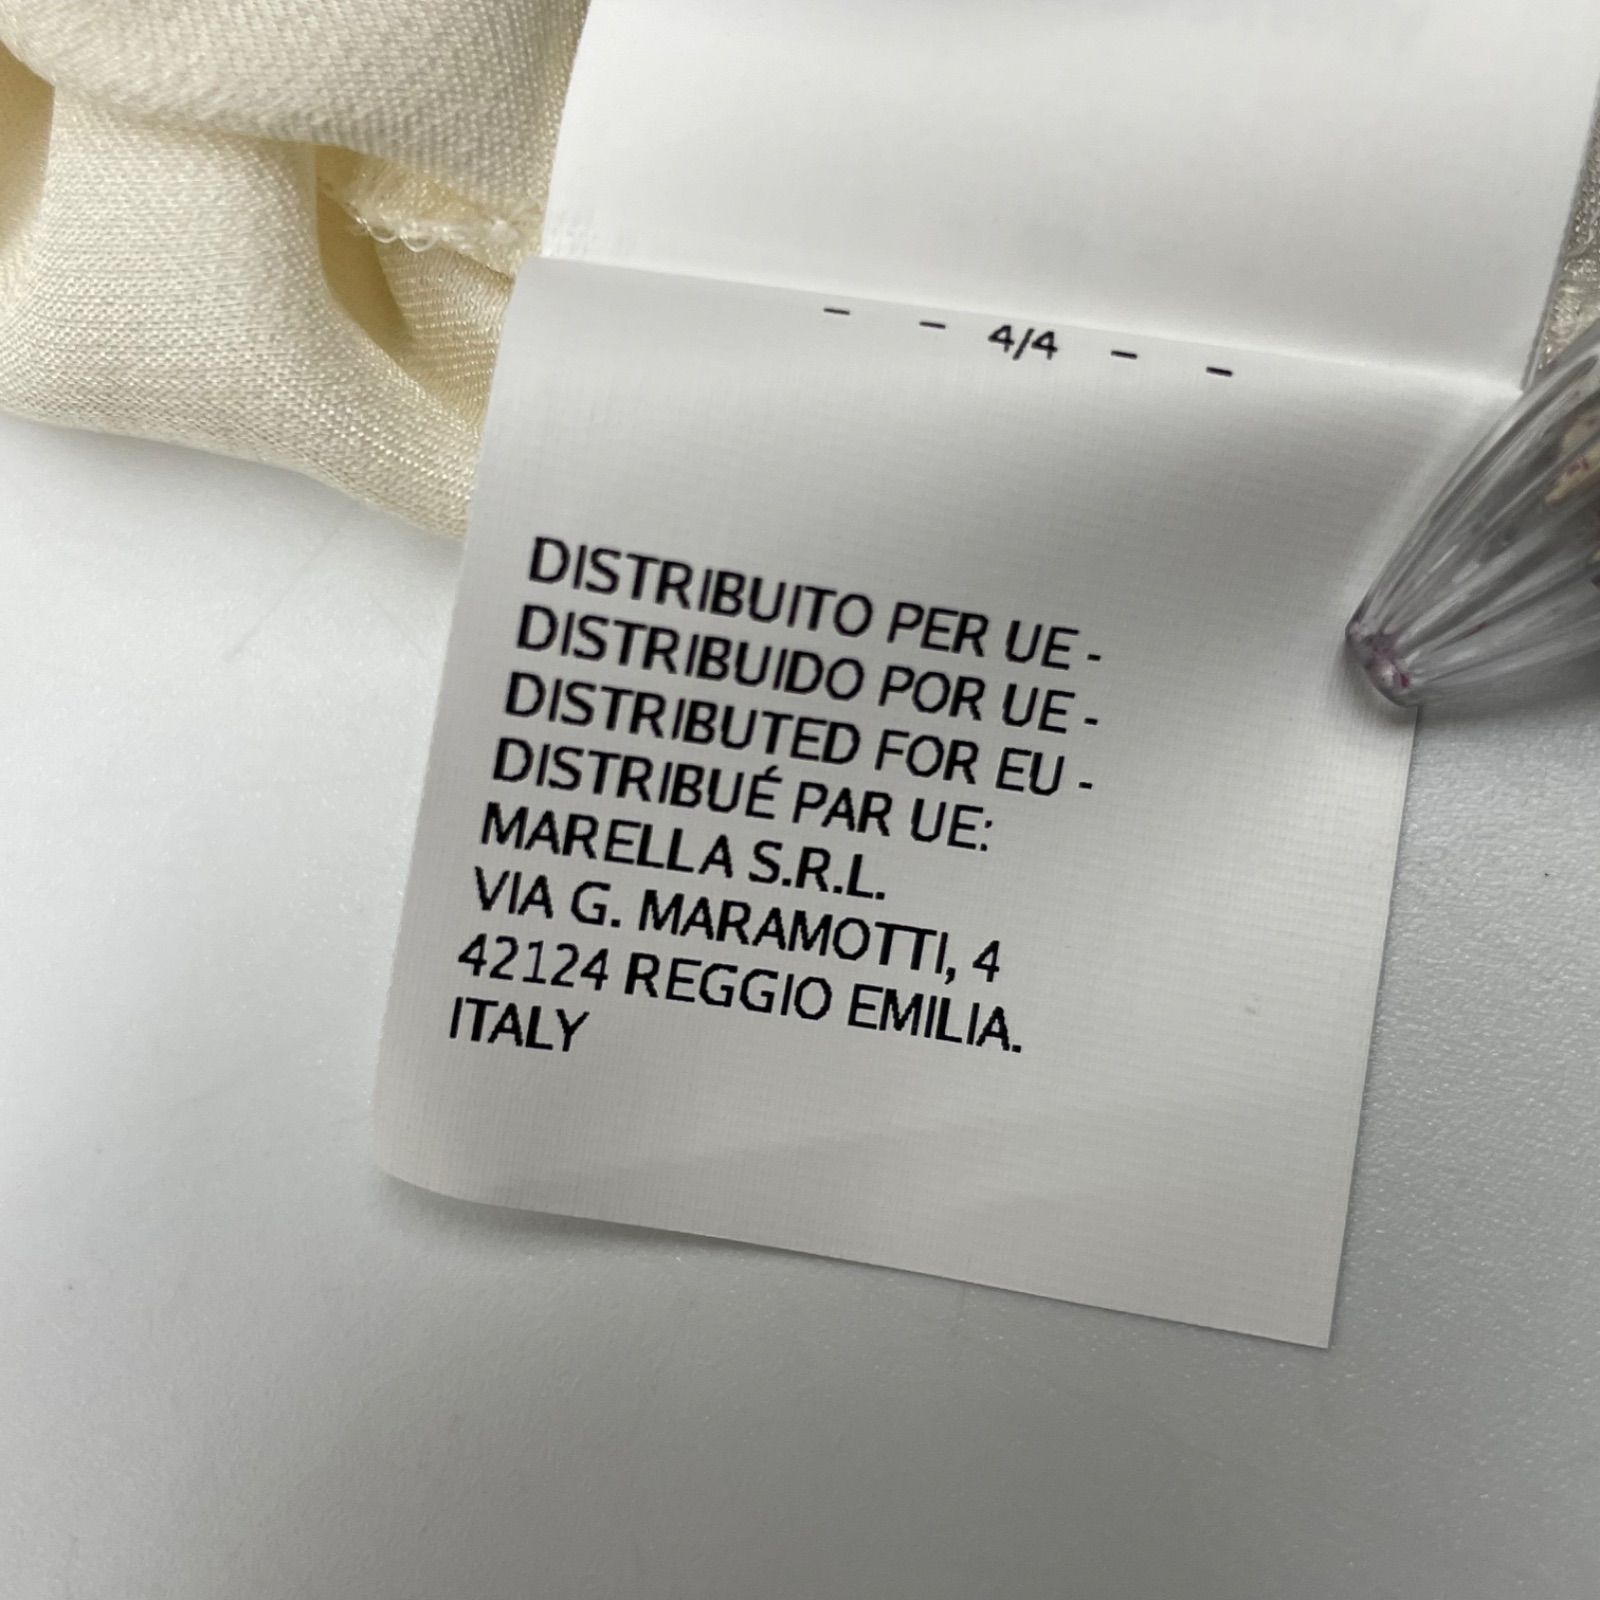 - - 4/4 - -
DISTRIBUITO PER UE -
DISTRIBUIDO POR UE -
DISTRIBUTED FOR EU -
DISTRIBUÉ PAR UE:
MARELLA S.R.L.
VIA G. MARAMOTTI, 4
42124 REGGIO EMILIA.
ITALY